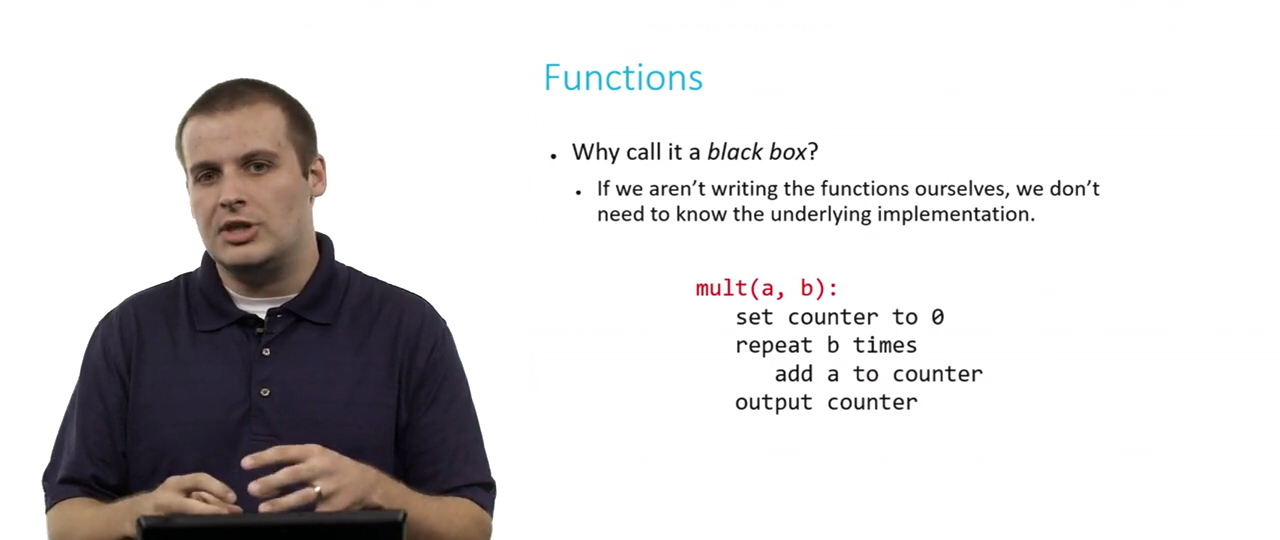 Functions
• Why call it a black box?
• If we aren’t writing the functions ourselves, we don’t
need to know the underlying implementation.
mult(a, b):
set counter to 0
repeat b times
add a to counter
output counter